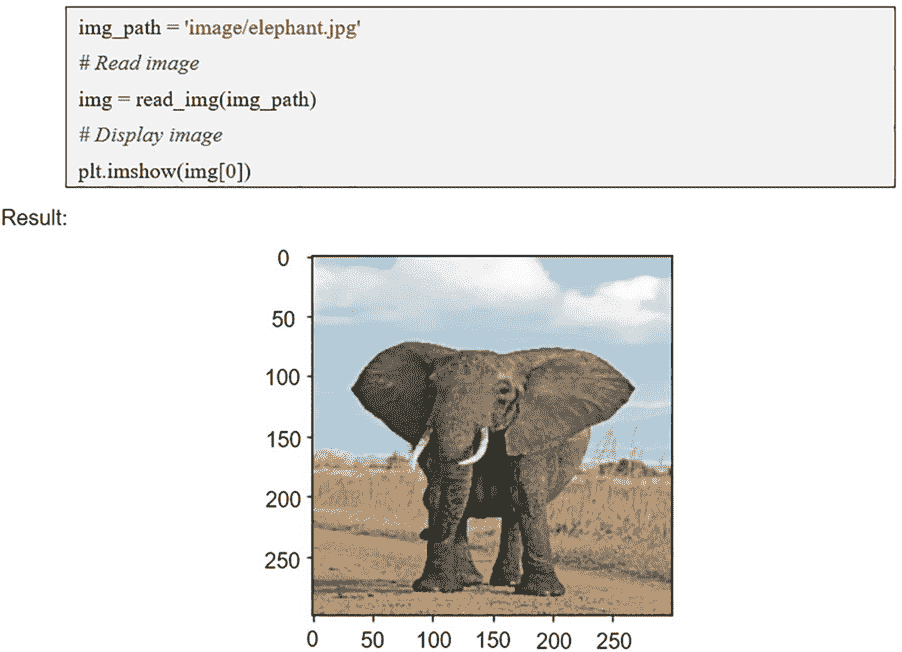 img_path = 'image/elephant.jpg'
# Read image
img = read_img(img_path)
# Display image
plt.imshow(img[0])
Result:
0
50
100
150
200
250
0 50 100 150 200 250